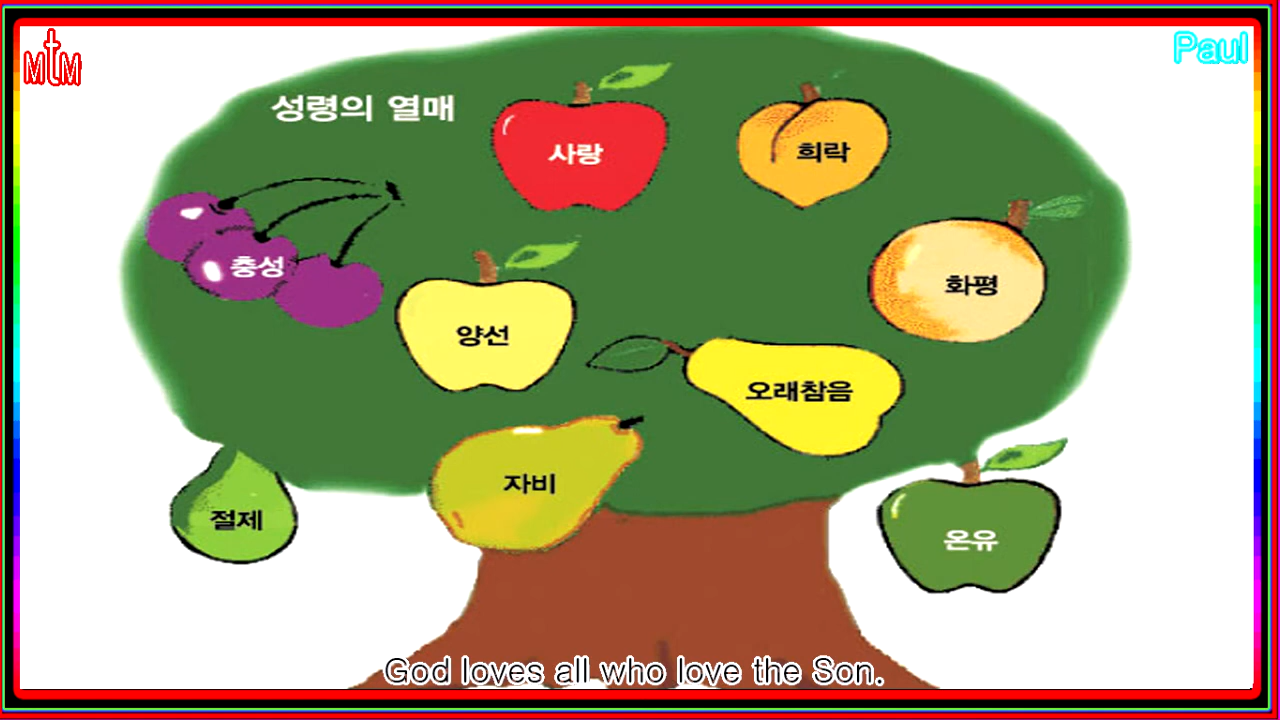 MtM
Paul
성령의 열매
사랑
희락
충성
화평
양선
오래참음
자비
절제
온유
God loves all who love the Son.